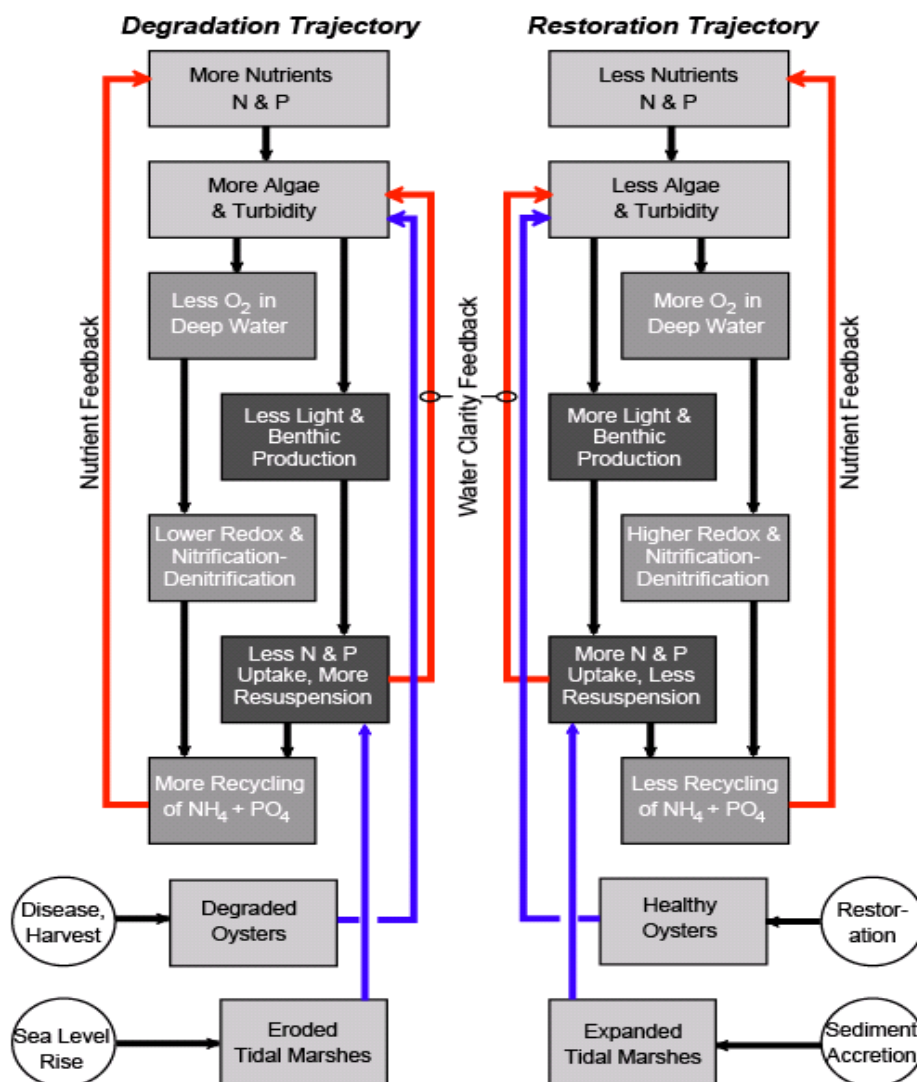 Degradation Trajectory
More Nutrients
N & P
More Algae
& Turbidity
Less O₂ in
Deep Water
Less Light &
Benthic
Production
Lower Redox &
Nitrification-
Denitrification
Less N & P
Uptake, More
Resuspension
More Recycling
of NH₄ + PO₄
Nutrient Feedback
Disease,
Harvest
Degraded
Oysters
Sea Level
Rise
Eroded
Tidal Marshes
Water Clarity Feedback
Restoration Trajectory
Less Nutrients
N & P
Less Algae
& Turbidity
More O₂ in
Deep Water
More Light &
Benthic
Production
Higher Redox &
Nitrification-
Denitrification
More N & P
Uptake, Less
Resuspension
Less Recycling
of NH₄ + PO₄
Nutrient Feedback
Healthy
Oysters
Restor-
ation
Expanded
Tidal Marshes
Sediment
Accretion